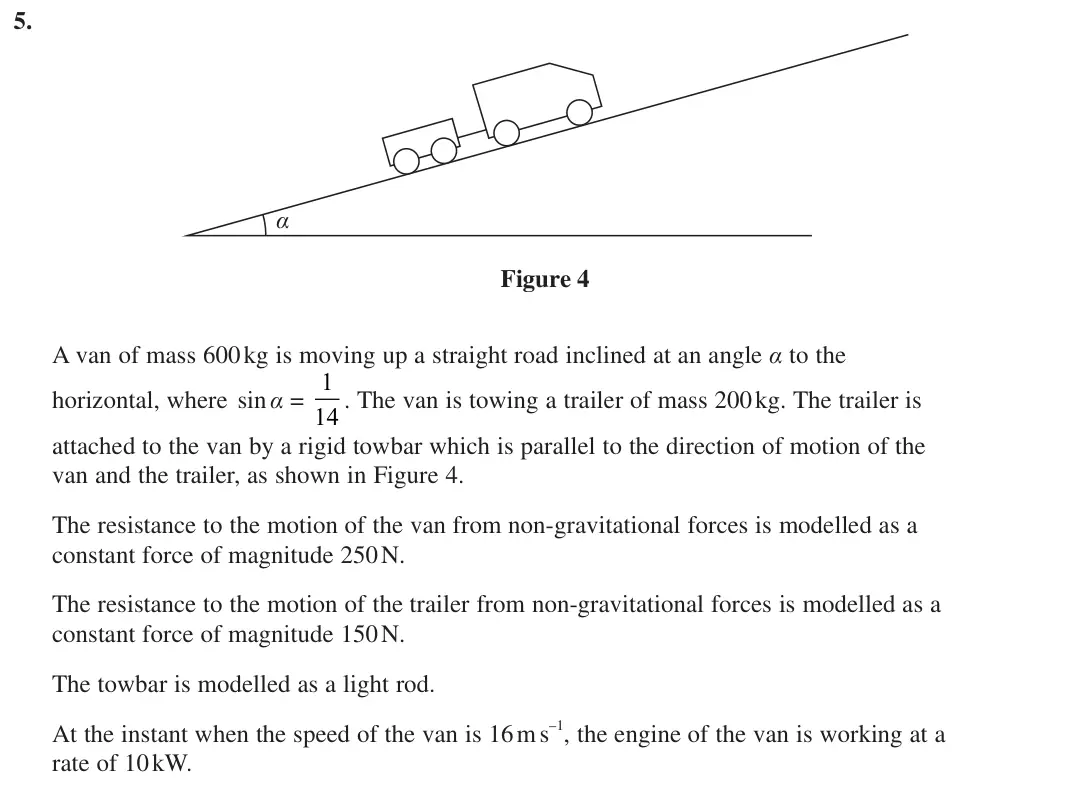 5.
α
Figure 4
A van of mass 600 kg is moving up a straight road inclined at an angle α to the
horizontal, where sin α = 1/14. The van is towing a trailer of mass 200 kg. The trailer is
attached to the van by a rigid towbar which is parallel to the direction of motion of the
van and the trailer, as shown in Figure 4.
The resistance to the motion of the van from non-gravitational forces is modelled as a
constant force of magnitude 250 N.
The resistance to the motion of the trailer from non-gravitational forces is modelled as a
constant force of magnitude 150 N.
The towbar is modelled as a light rod.
At the instant when the speed of the van is 16 m s⁻¹, the engine of the van is working at a
rate of 10 kW.